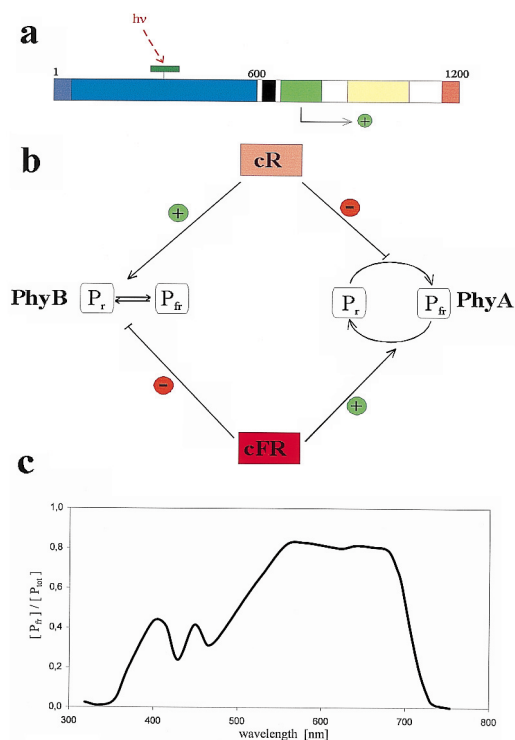 a
hν
1
600
1200
+
b
cR
+
-
PhyB
Pr
Pfr
Pr
Pfr
PhyA
-
+
cFR
c
[ Pfr ] / [ Ptot ]
1,0
0,8
0,6
0,4
0,2
0,0
300 400 500 600 700 800
wavelength [nm]